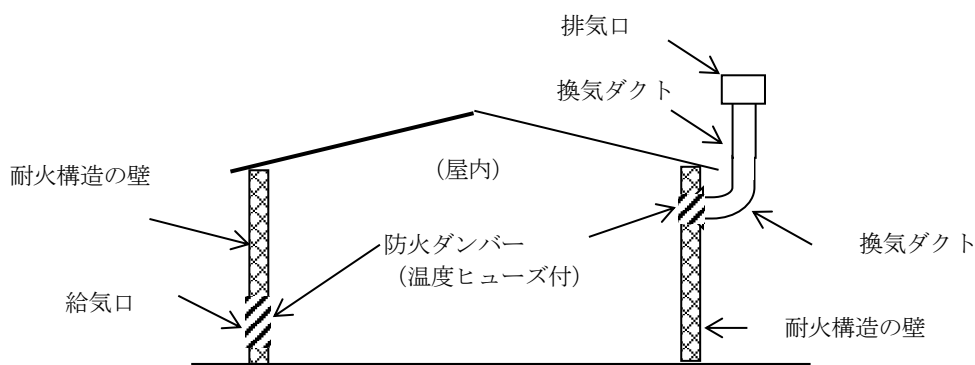 排気口
換気ダクト
耐火構造の壁
(屋内)
防火ダンバー
(温度ヒューズ付)
換気ダクト
給気口
耐火構造の壁